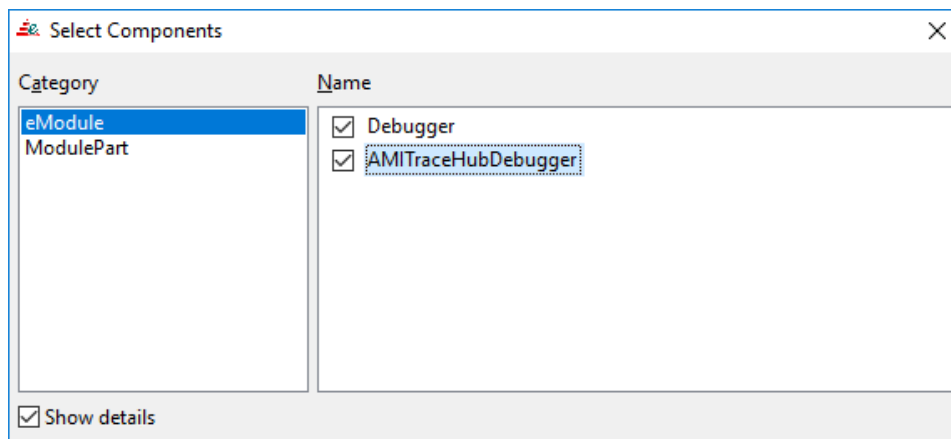 Select Components
Category
Name
eModule
ModulePart
Debugger
AMITraceHubDebugger
Show details